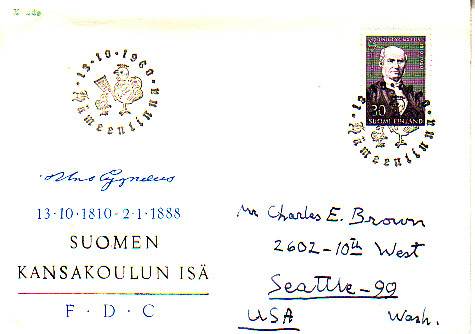 13·10·1960
Hämeenlinna
30
SUOMI FINLAND
Uno Cygnaeus
13·10·1810-2·1·1888
SUOMEN
KANSAKOULUN ISÄ
F·D·C
Mr Charles E. Brown
2602-10th West
Seattle-99
USA Wash.